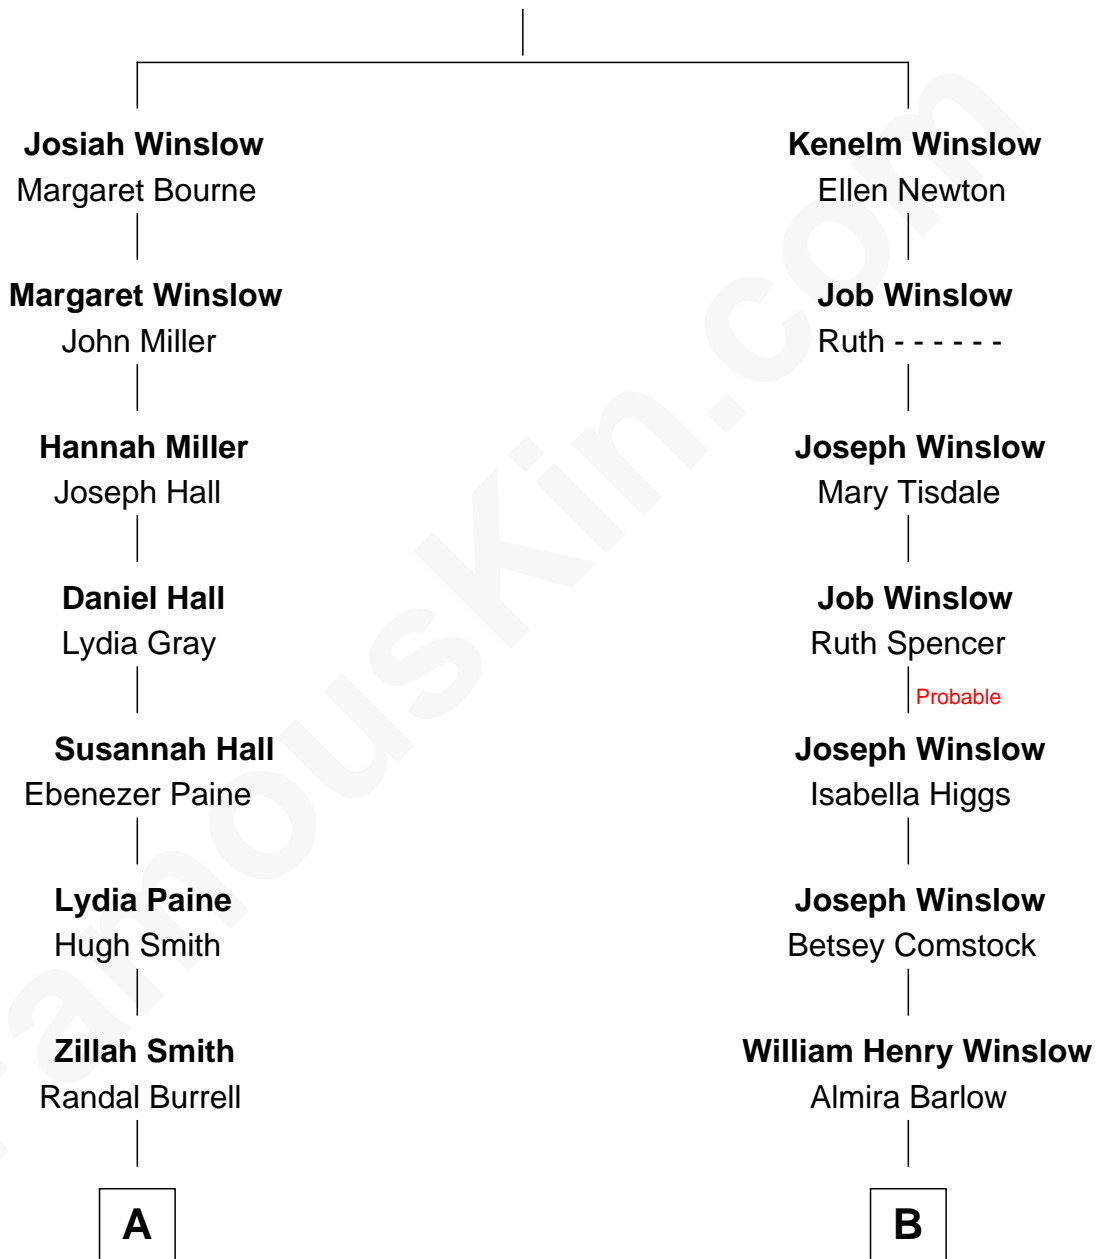 Josiah Winslow
Margaret Bourne
Kenelm Winslow
Ellen Newton
Margaret Winslow
John Miller
Job Winslow
Ruth - - - - - -
Hannah Miller
Joseph Hall
Joseph Winslow
Mary Tisdale
Daniel Hall
Lydia Gray
Job Winslow
Ruth Spencer
Probable
Susannah Hall
Ebenezer Paine
Joseph Winslow
Isabella Higgs
Lydia Paine
Hugh Smith
Joseph Winslow
Betsey Comstock
Zillah Smith
Randal Burrell
William Henry Winslow
Almira Barlow
A
B
FamousKin.com